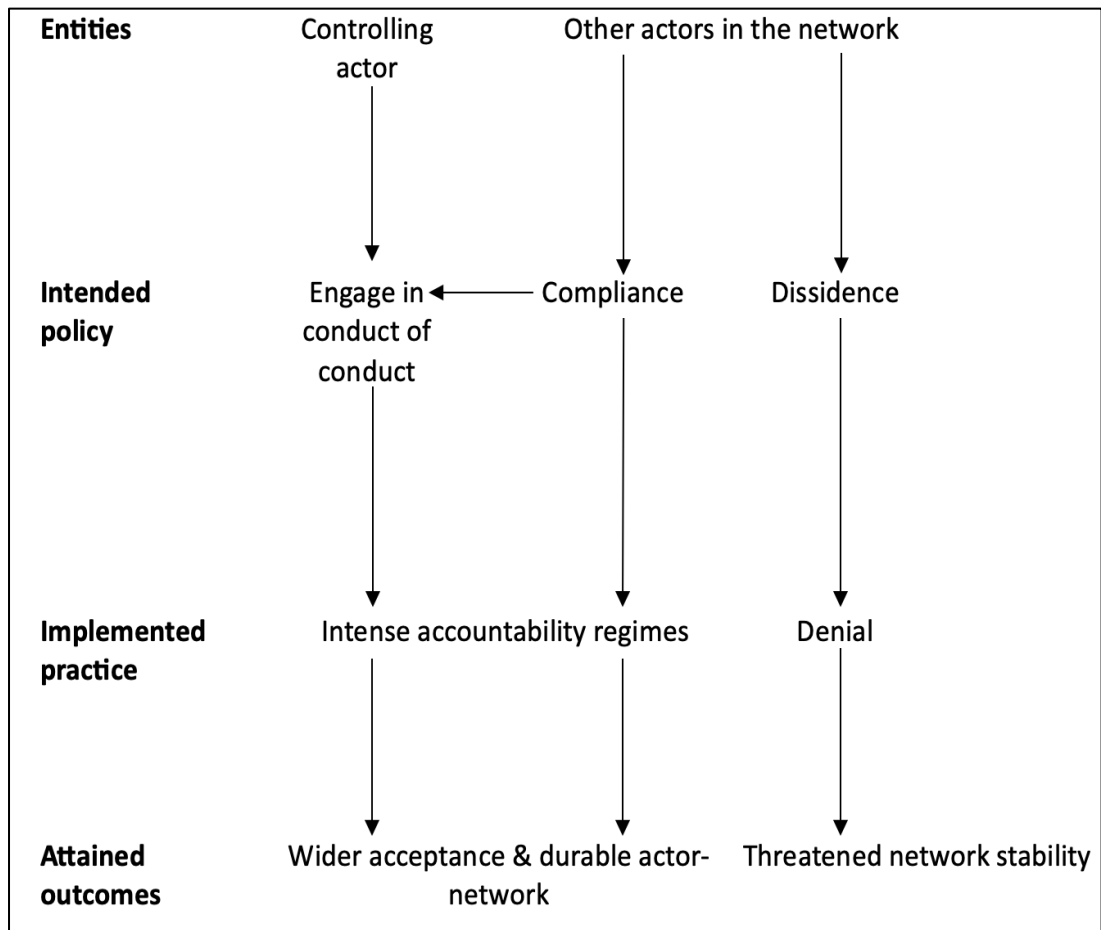 Entities
Controlling
actor
Other actors in the network
Intended
policy
Engage in
conduct of
conduct
Compliance
Dissidence
Implemented
practice
Intense accountability regimes
Denial
Attained
outcomes
Wider acceptance & durable actor-
network
Threatened network stability